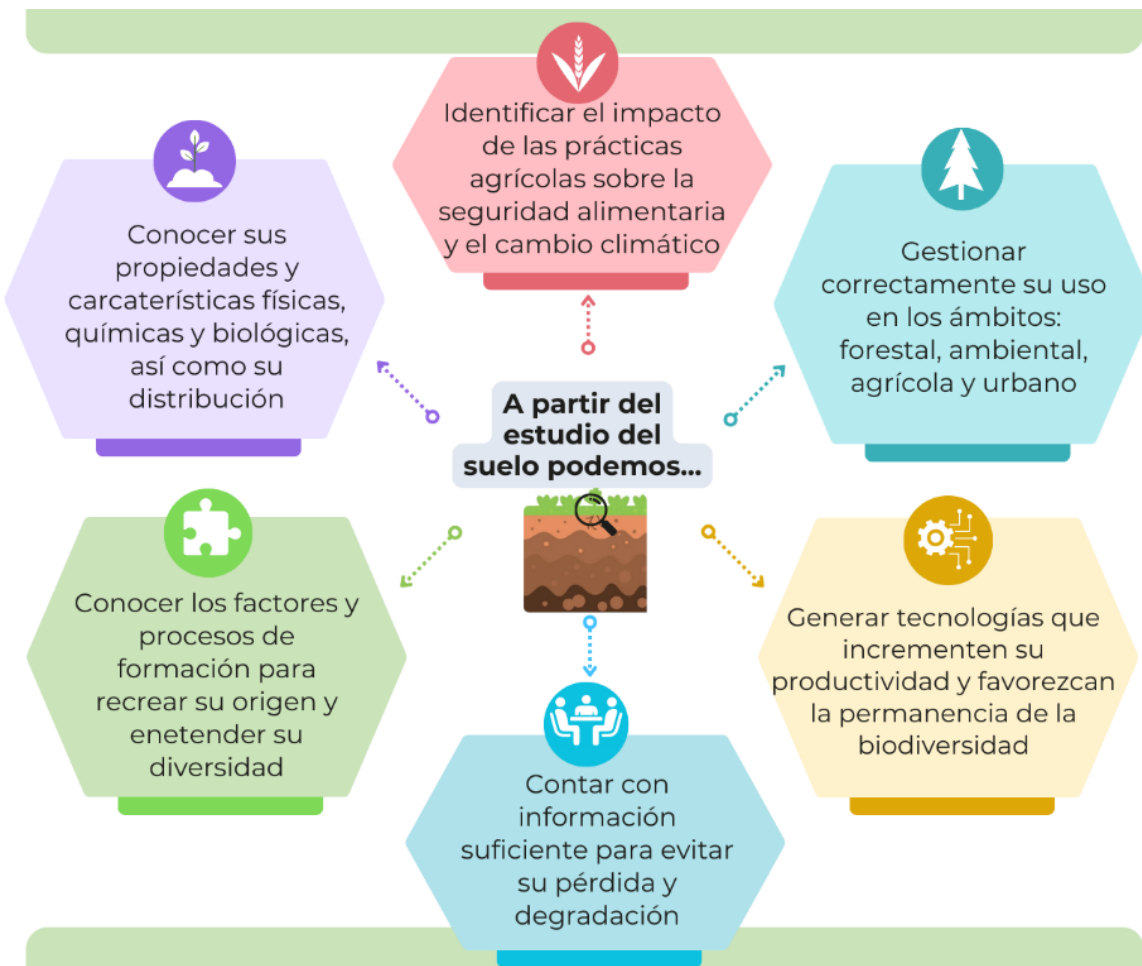 Identificar el impacto
de las prácticas
agrícolas sobre la
seguridad alimentaria
y el cambio climático
Conocer sus
propiedades y
carcaterísticas físicas,
químicas y biológicas,
así como su
distribución
Gestionar
correctamente su uso
en los ámbitos:
forestal, ambiental,
agrícola y urbano
A partir del
estudio del
suelo podemos...
Conocer los factores y
procesos de
formación para
recrear su origen y
enetender su
diversidad
Generar tecnologías que
incrementen su
productividad y favorezcan
la permanencia de la
biodiversidad
Contar con
información
suficiente para evitar
su pérdida y
degradación